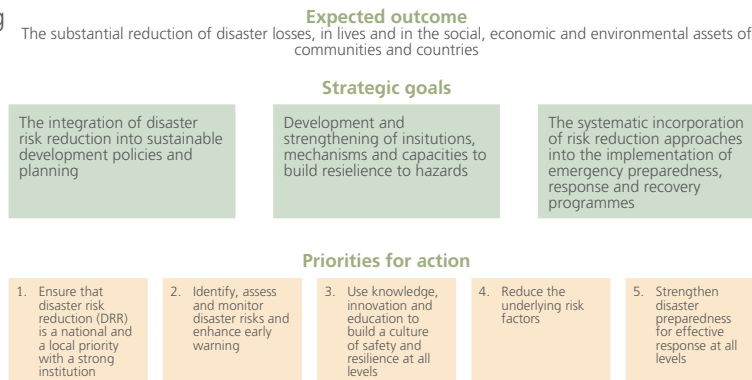 g
Expected outcome
The substantial reduction of disaster losses, in lives and in the social, economic and environmental assets of
communities and countries
Strategic goals
The integration of disaster
risk reduction into sustainable
development policies and
planning
Development and
strengthening of insitutions,
mechanisms and capacities to
build resielience to hazards
The systematic incorporation
of risk reduction approaches
into the implementation of
emergency preparedness,
response and recovery
programmes
Priorities for action
1. Ensure that
disaster risk
reduction (DRR)
is a national and
a local priority
with a strong
institution
2. Identify, assess
and monitor
disaster risks and
enhance early
warning
3. Use knowledge,
innovation and
education to
build a culture
of safety and
resilience at all
levels
4. Reduce the
underlying risk
factors
5. Strengthen
disaster
preparedness
for effective
response at all
levels